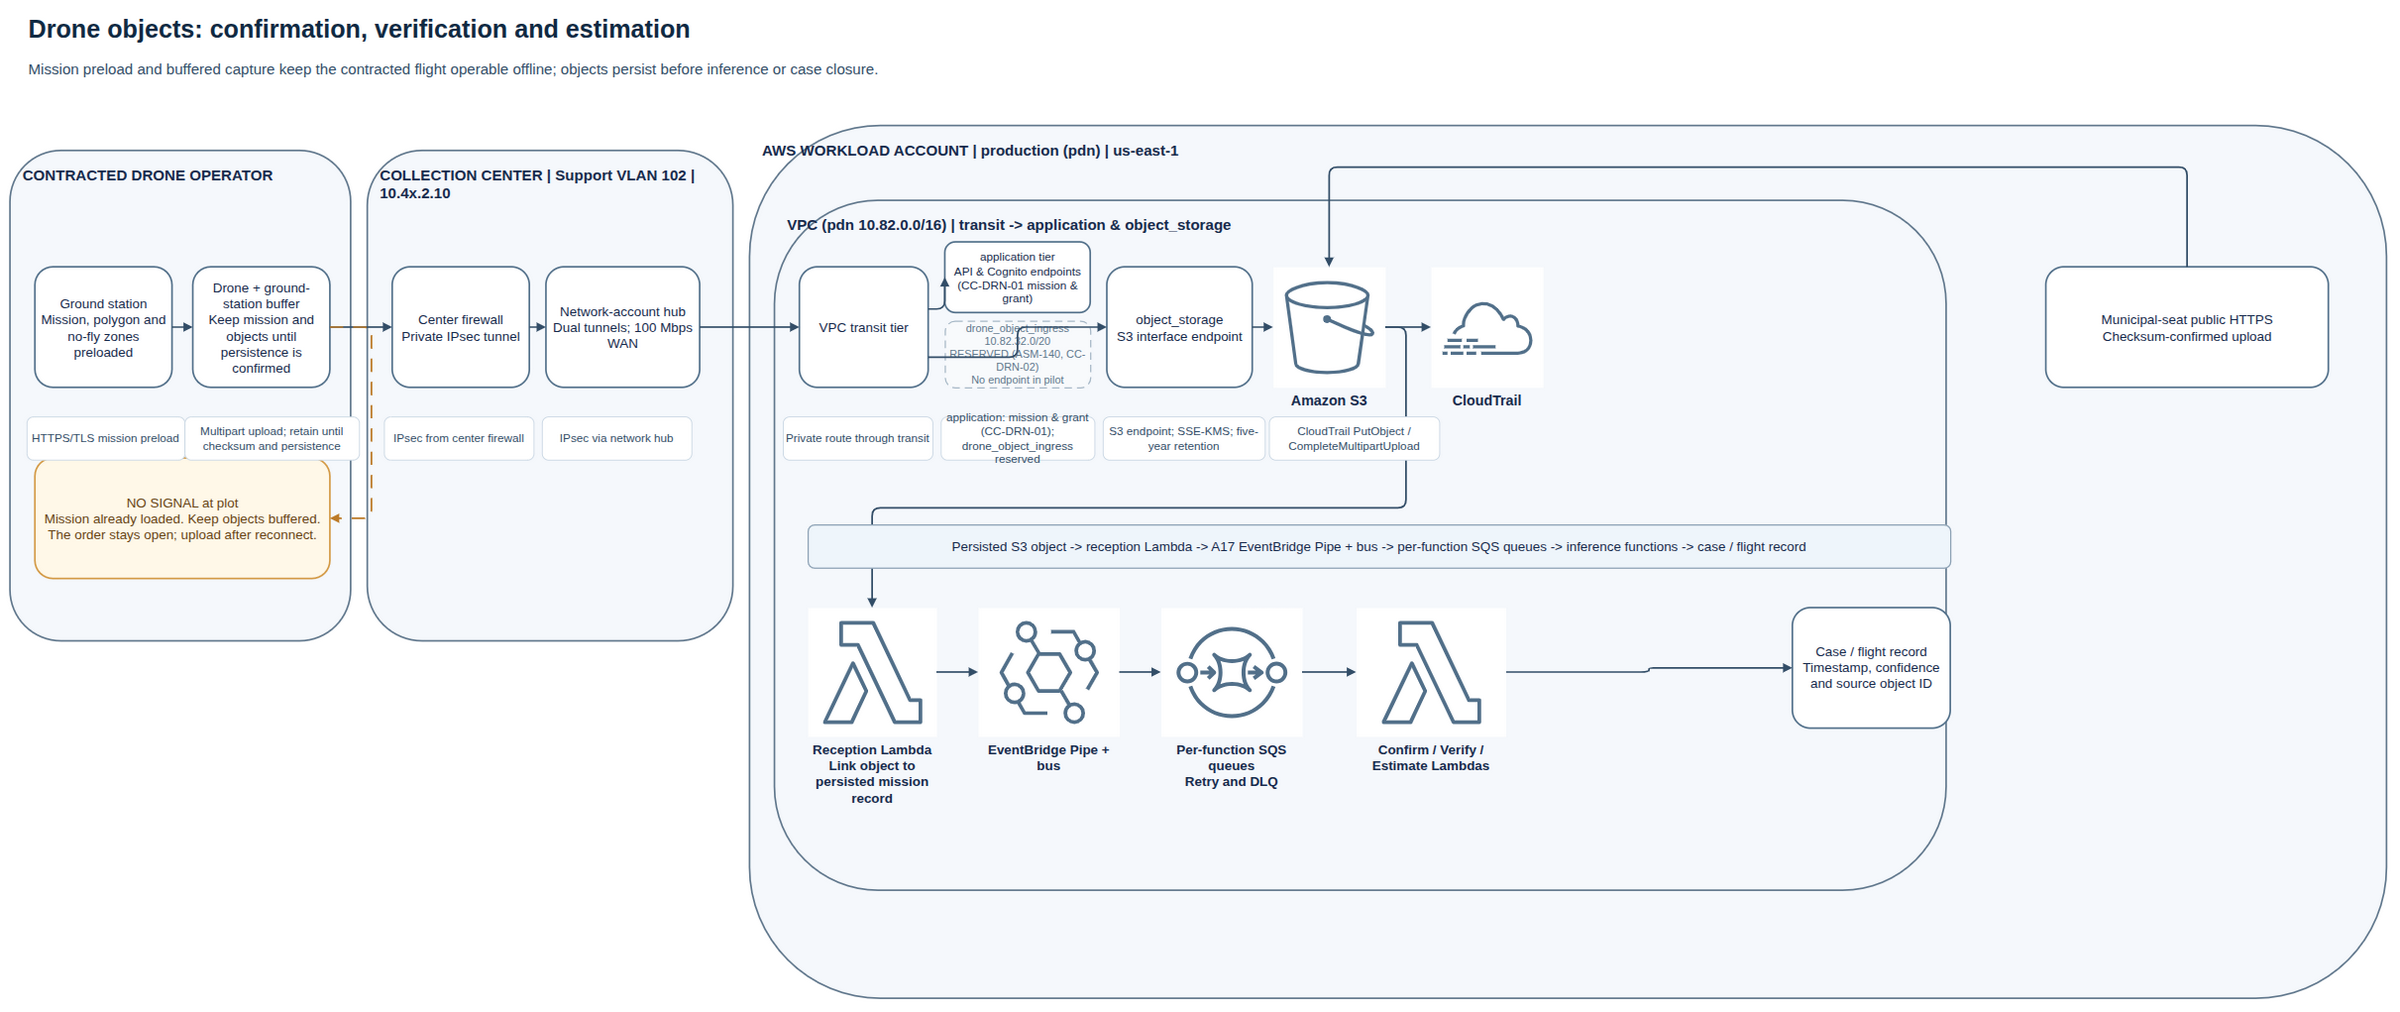 Drone objects: confirmation, verification and estimation
Mission preload and buffered capture keep the contracted flight operable offline; objects persist before inference or case closure.
CONTRACTED DRONE OPERATOR
Ground station
Mission, polygon and
no-fly zones
preloaded
Drone + ground-
station buffer
Keep mission and
objects until
persistence is
confirmed
HTTPS/TLS mission preload
Multipart upload; retain until
checksum and persistence
NO SIGNAL at plot
Mission already loaded. Keep objects buffered.
The order stays open; upload after reconnect.
COLLECTION CENTER | Support VLAN 102 |
10.4x.2.10
Center firewall
Private IPsec tunnel
Network-account hub
Dual tunnels; 100 Mbps
WAN
IPsec from center firewall
IPsec via network hub
AWS WORKLOAD ACCOUNT | production (pdn) | us-east-1
VPC (pdn 10.82.0.0/16) | transit -> application & object_storage
VPC transit tier
application tier
API & Cognito endpoints
(CC-DRN-01 mission &
grant)
drone_object_ingress
10.82.32.0/20
RESERVED (ASM-140, CC-
DRN-02)
No endpoint in pilot
object_storage
S3 interface endpoint
Amazon S3
CloudTrail
Municipal-seat public HTTPS
Checksum-confirmed upload
Private route through transit
application: mission & grant
(CC-DRN-01);
drone_object_ingress
reserved
S3 endpoint; SSE-KMS; five-
year retention
CloudTrail PutObject /
CompleteMultipartUpload
Persisted S3 object -> reception Lambda -> A17 EventBridge Pipe + bus -> per-function SQS queues -> inference functions -> case / flight record
Reception Lambda
Link object to
persisted mission
record
EventBridge Pipe +
bus
Per-function SQS
queues
Retry and DLQ
Confirm / Verify /
Estimate Lambdas
Case / flight record
Timestamp, confidence
and source object ID